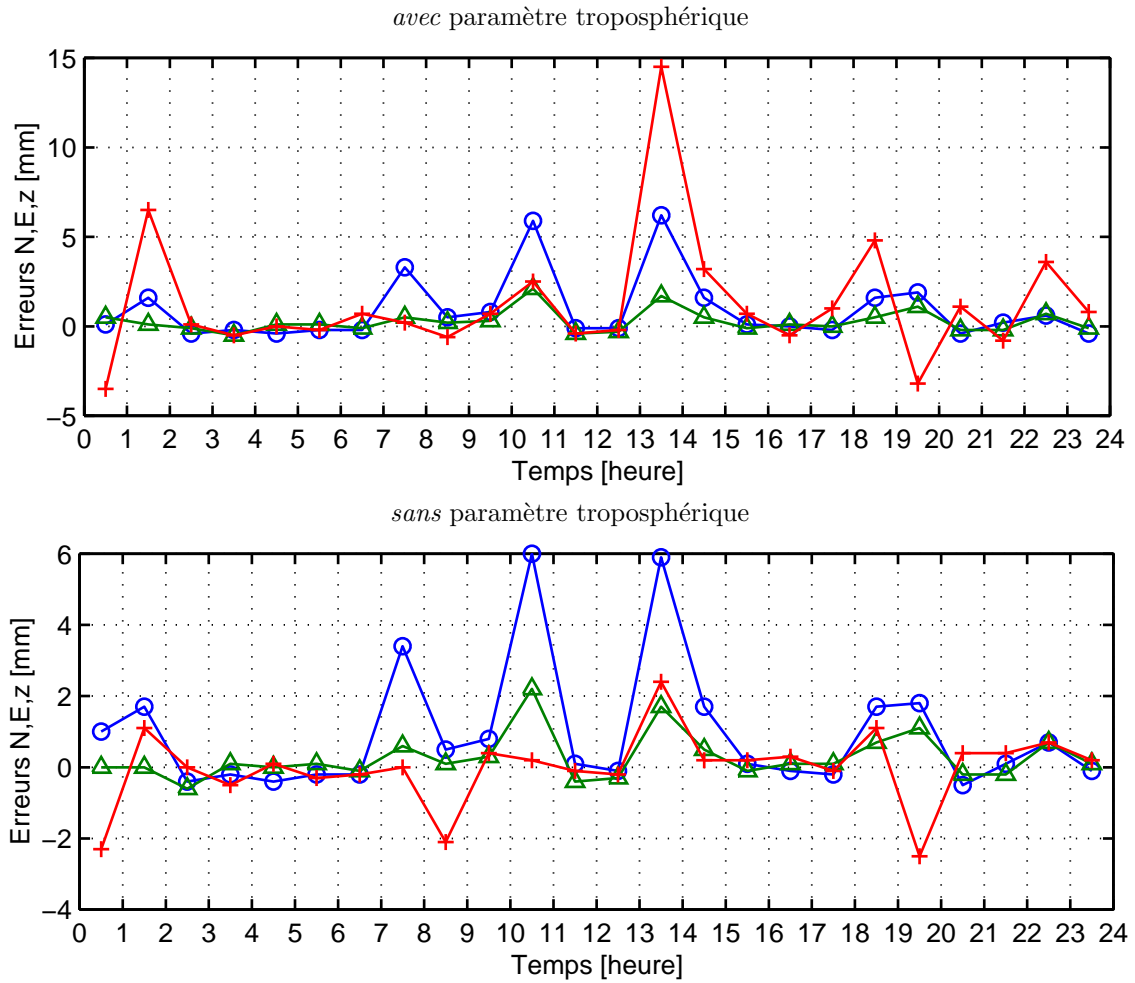 avec paramètre troposphérique
15
10
5
0
−5
Erreurs N,E,z [mm]
0 1 2 3 4 5 6 7 8 9 10 11 12 13 14 15 16 17 18 19 20 21 22 23 24
Temps [heure]
sans paramètre troposphérique
6
4
2
0
−2
−4
Erreurs N,E,z [mm]
0 1 2 3 4 5 6 7 8 9 10 11 12 13 14 15 16 17 18 19 20 21 22 23 24
Temps [heure]